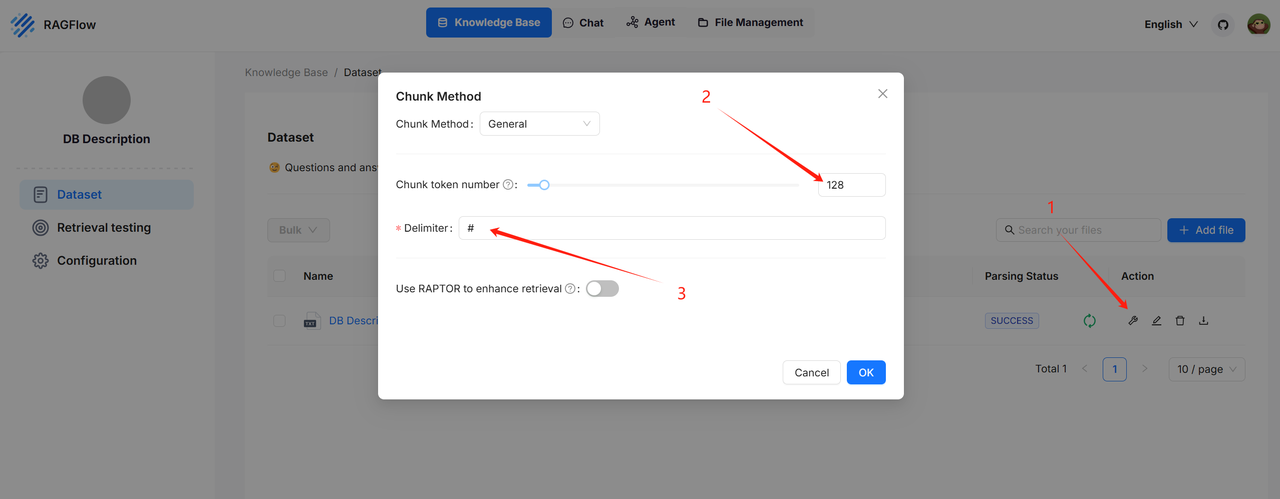 RAGFlow
Knowledge Base
Chat
Agent
File Management
English
Knowledge Base / Dataset
DB Description
Dataset
Retrieval testing
Configuration
Dataset
Questions and ans
Bulk
Search your files
+ Add file
Name
Parsing Status
Action
TXT
DB Descri
SUCCESS
Total 1
1
10 / page
Chunk Method
Chunk Method :
General
Chunk token number ? :
128
* Delimiter :
#
Use RAPTOR to enhance retrieval ? :
Cancel
OK
1
2
3